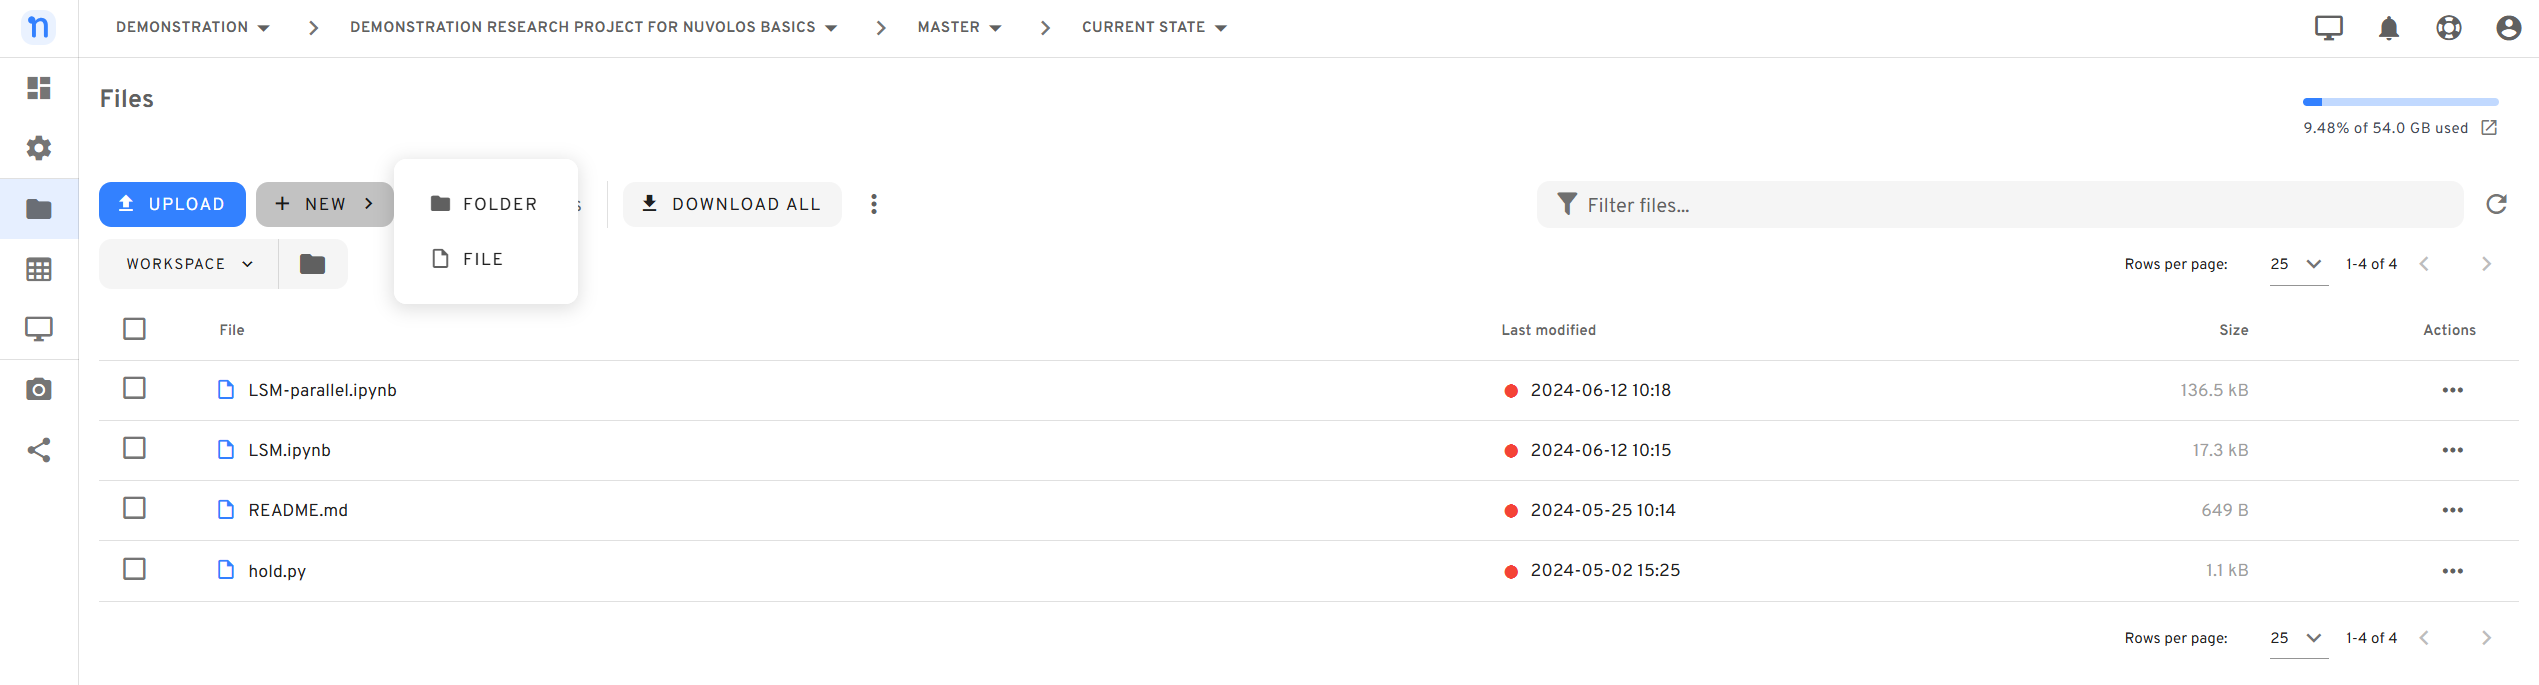 DEMONSTRATION DEMONSTRATION RESEARCH PROJECT FOR NUVOLOS BASICS MASTER CURRENT STATE
Files
9.48% of 54.0 GB used
UPLOAD + NEW FOLDER s DOWNLOAD ALL Filter files...
FILE
WORKSPACE Rows per page: 25 1-4 of 4
File Last modified Size Actions
LSM-parallel.ipynb 2024-06-12 10:18 136.5 kB
LSM.ipynb 2024-06-12 10:15 17.3 kB
README.md 2024-05-25 10:14 649 B
hold.py 2024-05-02 15:25 1.1 kB
Rows per page: 25 1-4 of 4